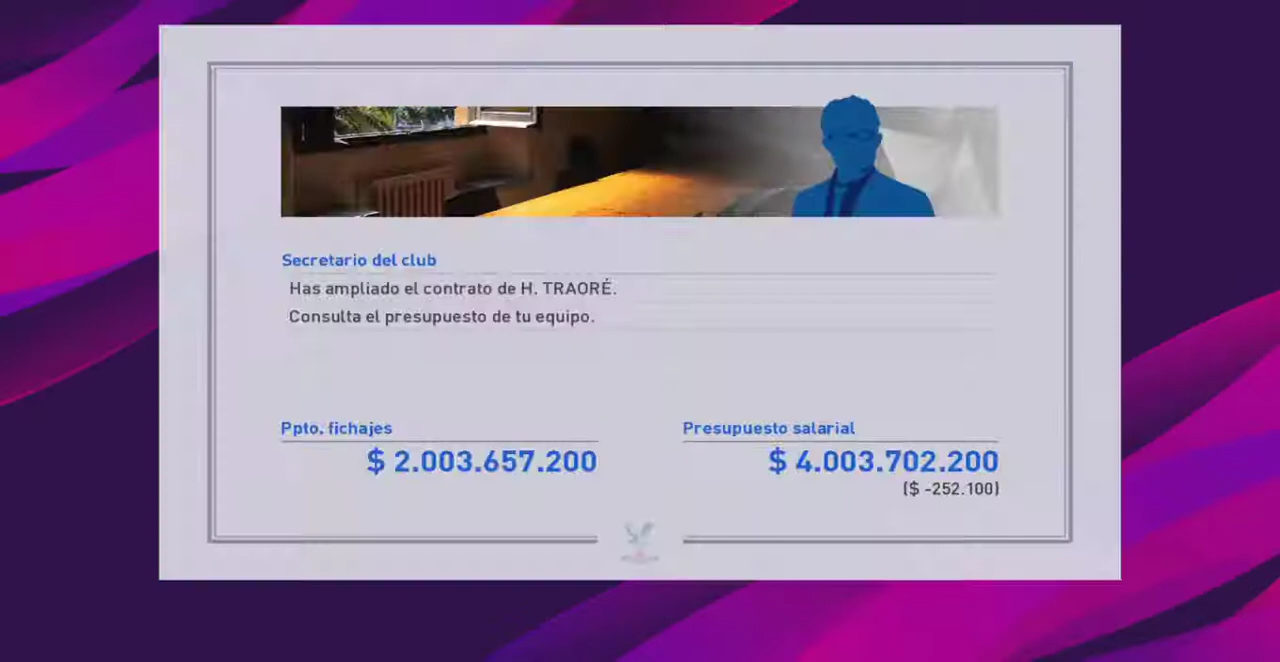 Secretario del club
Has ampliado el contrato de H. TRAORÉ.
Consulta el presupuesto de tu equipo.
Ppto. fichajes
Presupuesto salarial
$ 2.003.657.200
$ 4.003.702.200
($ -252.100)